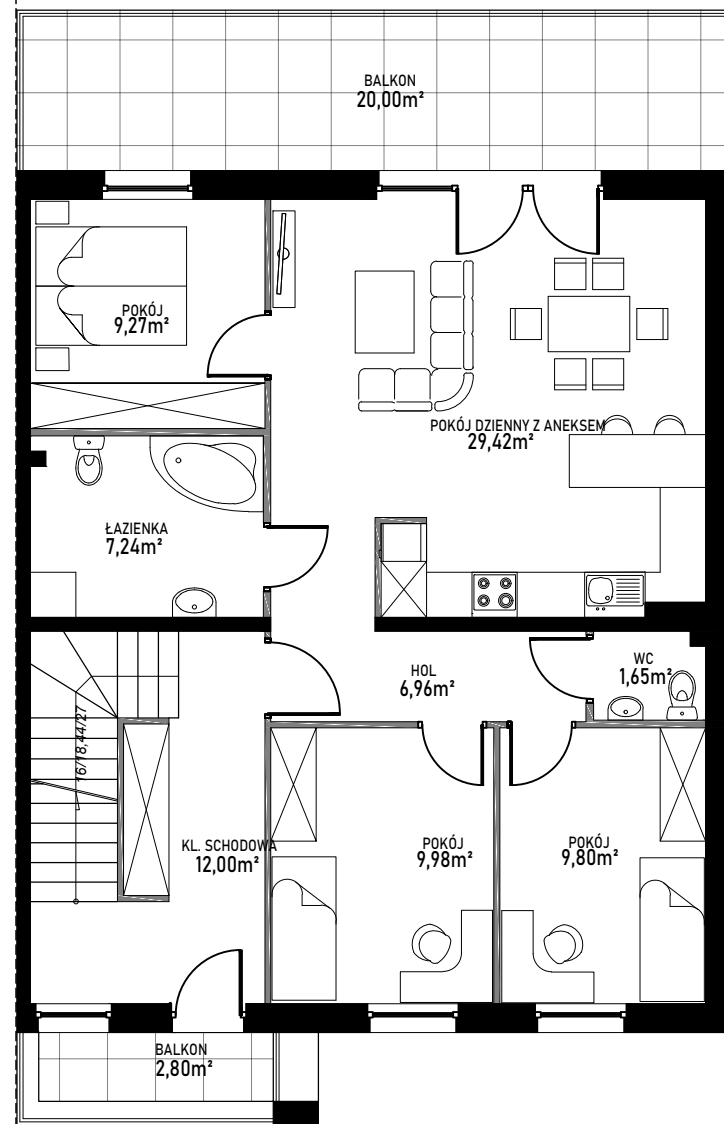 BALKON
20,00m²
POKÓJ
9,27m²
POKÓJ DZIENNY Z ANEKSEM
29,42m²
ŁAZIENKA
7,24m²
HOL
6,96m²
WC
1,65m²
16/18,44/27
KL. SCHODOWA
12,00m²
POKÓJ
9,98m²
POKÓJ
9,80m²
BALKON
2,80m²